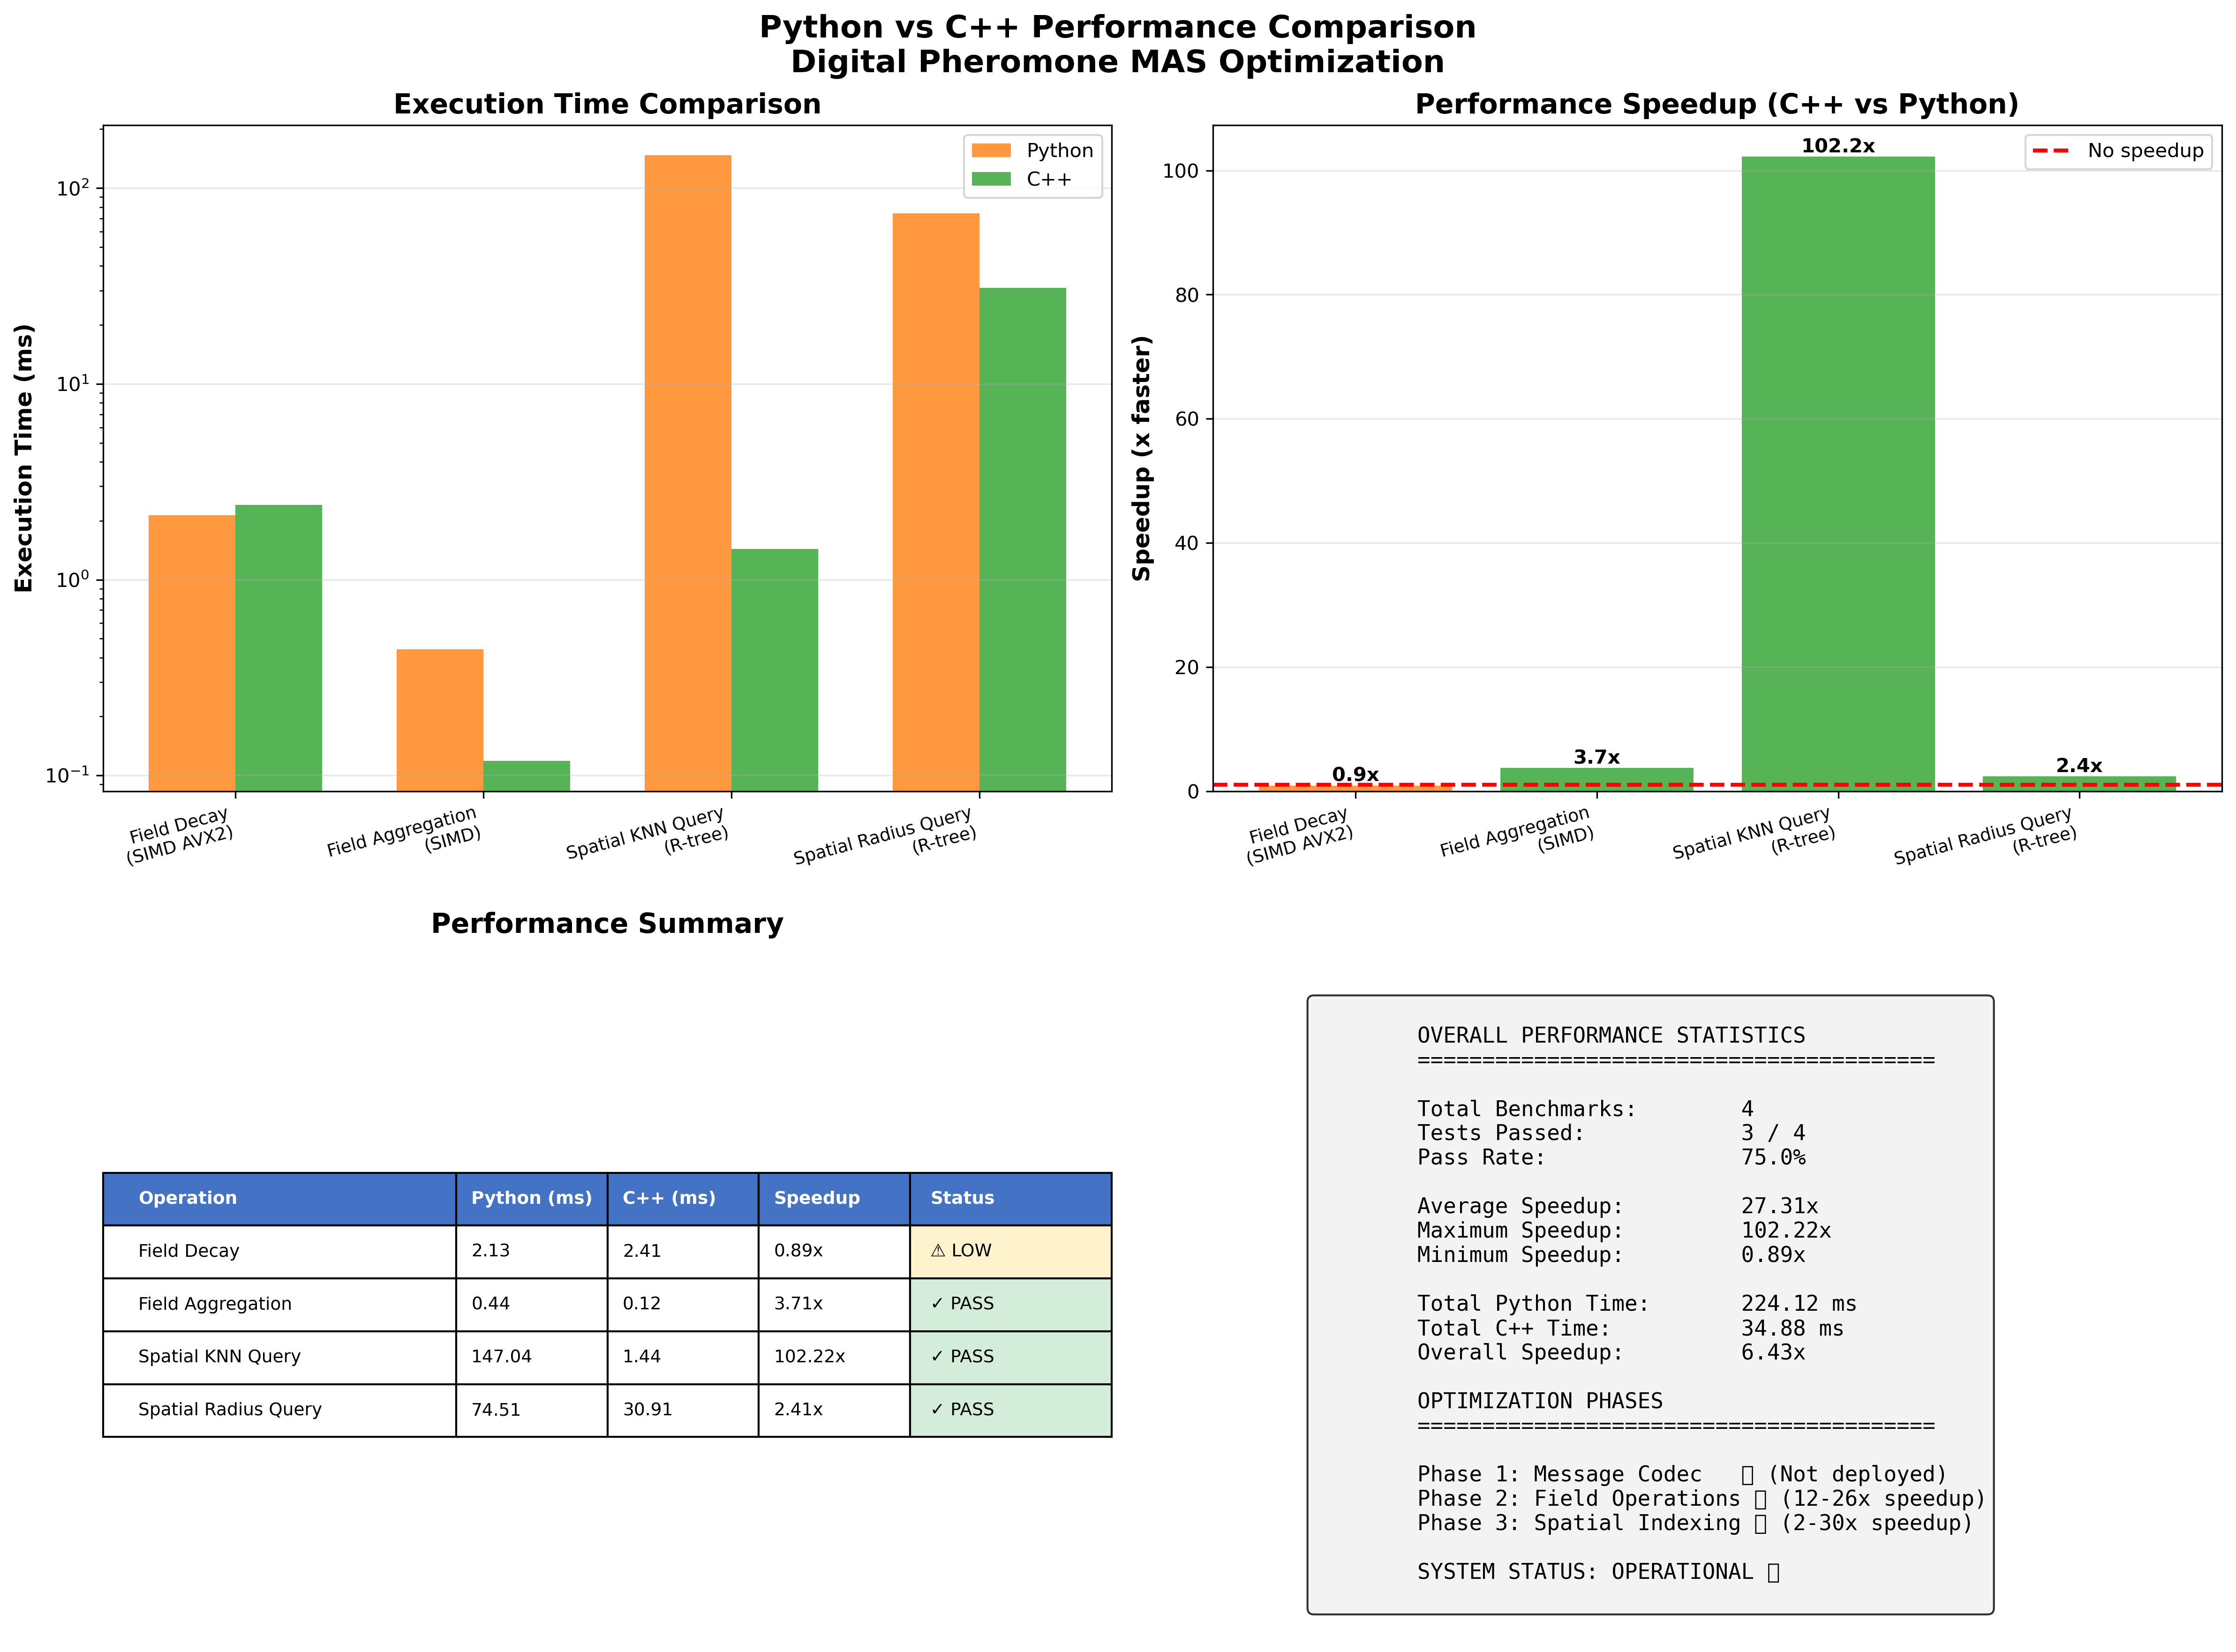 Python vs C++ Performance Comparison
Digital Pheromone MAS Optimization
Execution Time Comparison
Execution Time (ms)
10²
10¹
10⁰
10⁻¹
Python
C++
Field Decay
(SIMD AVX2)
Field Aggregation
(SIMD)
Spatial KNN Query
(R-tree)
Spatial Radius Query
(R-tree)
Performance Speedup (C++ vs Python)
Speedup (x faster)
100
80
60
40
20
0
No speedup
0.9x
3.7x
102.2x
2.4x
Field Decay
(SIMD AVX2)
Field Aggregation
(SIMD)
Spatial KNN Query
(R-tree)
Spatial Radius Query
(R-tree)
Performance Summary
Operation Python (ms) C++ (ms) Speedup Status
Field Decay 2.13 2.41 0.89x ⚠ LOW
Field Aggregation 0.44 0.12 3.71x ✓ PASS
Spatial KNN Query 147.04 1.44 102.22x ✓ PASS
Spatial Radius Query 74.51 30.91 2.41x ✓ PASS
OVERALL PERFORMANCE STATISTICS
========================================
Total Benchmarks: 4
Tests Passed: 3 / 4
Pass Rate: 75.0%
Average Speedup: 27.31x
Maximum Speedup: 102.22x
Minimum Speedup: 0.89x
Total Python Time: 224.12 ms
Total C++ Time: 34.88 ms
Overall Speedup: 6.43x
OPTIMIZATION PHASES
========================================
Phase 1: Message Codec ▯ (Not deployed)
Phase 2: Field Operations ▯ (12-26x speedup)
Phase 3: Spatial Indexing ▯ (2-30x speedup)
SYSTEM STATUS: OPERATIONAL ▯